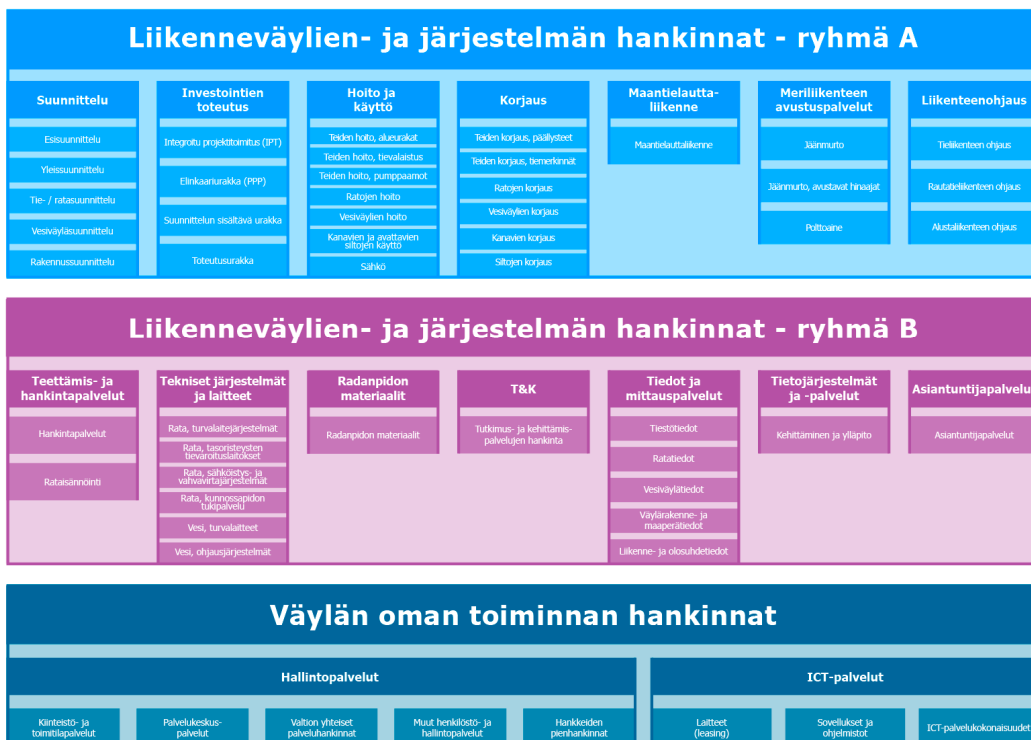 Liikenneväylien- ja järjestelmän hankinnat - ryhmä A
Suunnittelu
Esisuunnittelu
Yleissuunnittelu
Tie- / ratasuunnittelu
Vesiväyläsuunnittelu
Rakennussuunnittelu
Investointien
toteutus
Integroitu projektitoimitus (IPT)
Elinkaariurakka (PPP)
Suunnittelun sisältävä urakka
Toteutusurakka
Hoito ja
käyttö
Teiden hoito, alueurakat
Teiden hoito, tievalaistus
Teiden hoito, pumppaamot
Ratojen hoito
Vesiväylien hoito
Kanavien ja avattavien
siltojen käyttö
Sähkö
Korjaus
Teiden korjaus, päällysteet
Teiden korjaus, tiemerkinnät
Ratojen korjaus
Vesiväylien korjaus
Kanavien korjaus
Siltojen korjaus
Maantielautta-
liikenne
Maantielauttaliikenne
Meriliikenteen
avustuspalvelut
Jäänmurto
Jäänmurto, avustavat hinaajat
Polttoaine
Liikenteenohjaus
Tieliikenteen ohjaus
Rautatieliikenteen ohjaus
Alustaliikenteen ohjaus
Liikenneväylien- ja järjestelmän hankinnat - ryhmä B
Teettämis- ja
hankintapalvelut
Hankintapalvelut
Rataisännöinti
Tekniset järjestelmät
ja laitteet
Rata, turvalaitejärjestelmät
Rata, tasoristeysten
tievaroituslaitokset
Rata, sähköistys- ja
vahvavirtajärjestelmät
Rata, kunnossapidon
tukipalvelu
Vesi, turvalaitteet
Vesi, ohjausjärjestelmät
Radanpidon
materiaalit
Radanpidon materiaalit
T&K
Tutkimus- ja kehittämis-
palvelujen hankinta
Tiedot ja
mittauspalvelut
Tiestötiedot
Ratatiedot
Vesiväylätiedot
Väylärakenne- ja
maaperätiedot
Liikenne- ja olosuhdetiedot
Tietojärjestelmät
ja -palvelut
Kehittäminen ja ylläpito
Asiantuntijapalvelu
Asiantuntijapalvelut
Väylän oman toiminnan hankinnat
Hallintopalvelut
Kiinteistö- ja
toimitilapalvelut
Palvelukeskus-
palvelut
Valtion yhteiset
palveluhankinnat
Muut henkilöstö- ja
hallintopalvelut
Hankkeiden
pienhankinnat
ICT-palvelut
Laitteet
(leasing)
Sovellukset ja
ohjelmistot
ICT-palvelukokonaisuudet